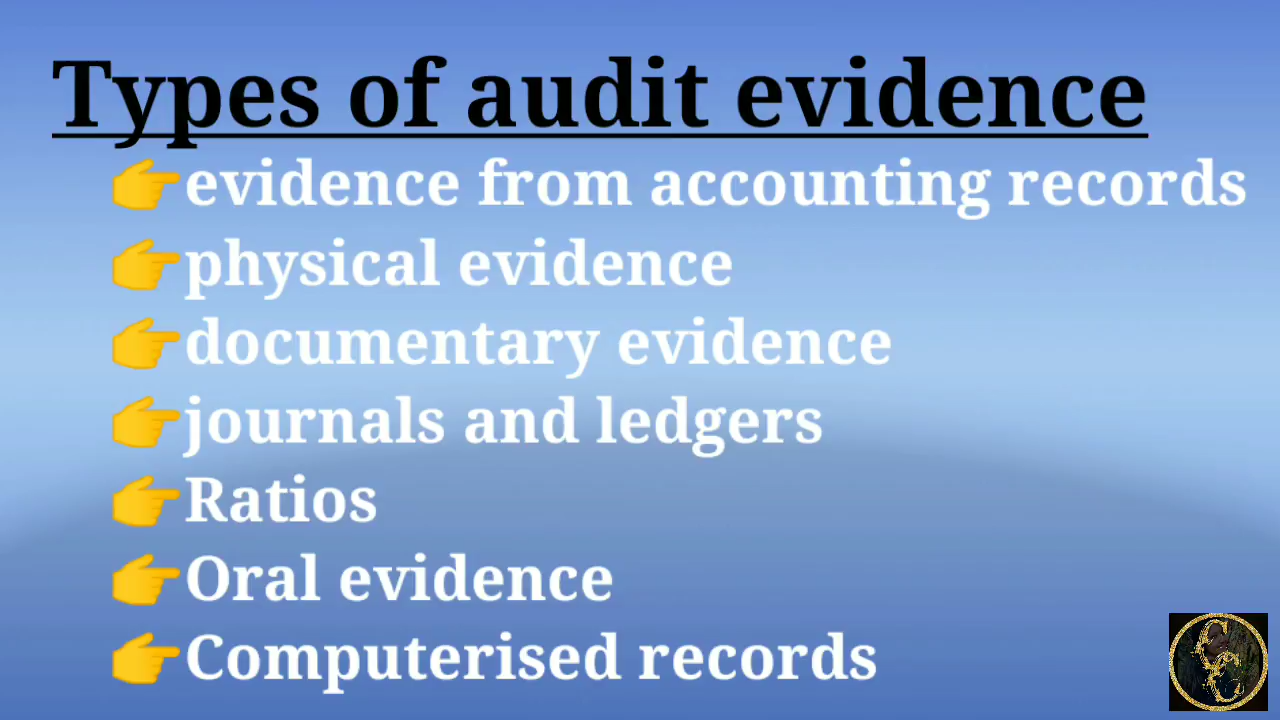 Types of audit evidence
👉evidence from accounting records
👉physical evidence
👉documentary evidence
👉journals and ledgers
👉Ratios
👉Oral evidence
👉Computerised records